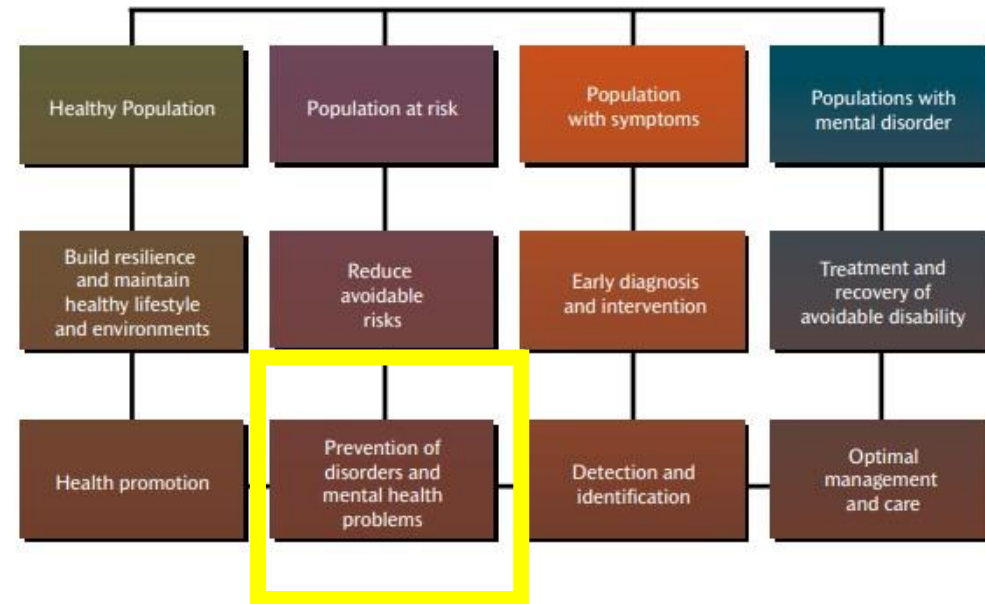 Healthy Population
Population at risk
Population
with symptoms
Populations with
mental disorder
Build resilience
and maintain
healthy lifestyle
and environments
Reduce
avoidable
risks
Early diagnosis
and intervention
Treatment and
recovery of
avoidable disability
Health promotion
Prevention of
disorders and
mental health
problems
Detection and
identification
Optimal
management
and care